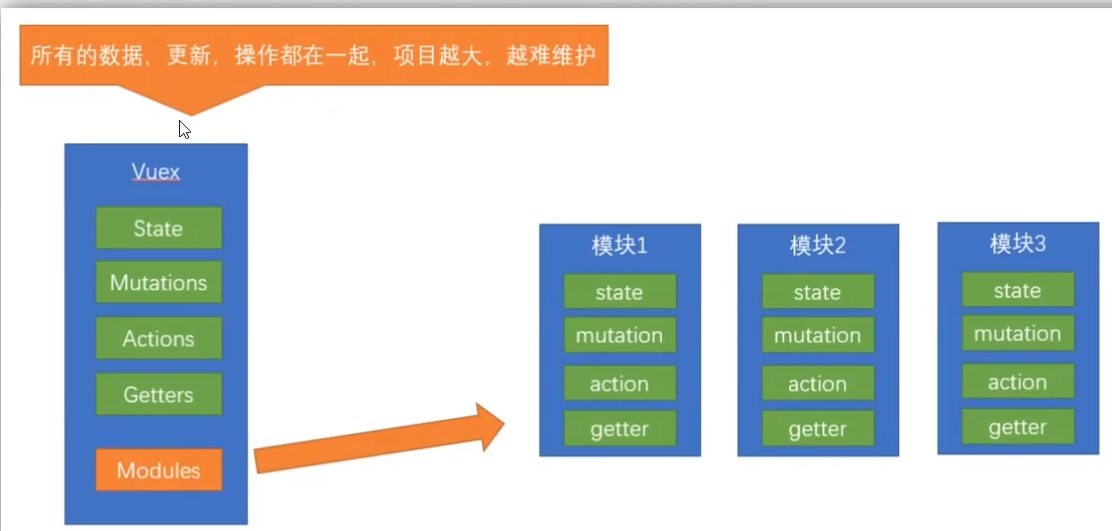 所有的数据，更新，操作都在一起，项目越大，越难维护
Vuex
State
Mutations
Actions
Getters
Modules
模块1
state
mutation
action
getter
模块2
state
mutation
action
getter
模块3
state
mutation
action
getter